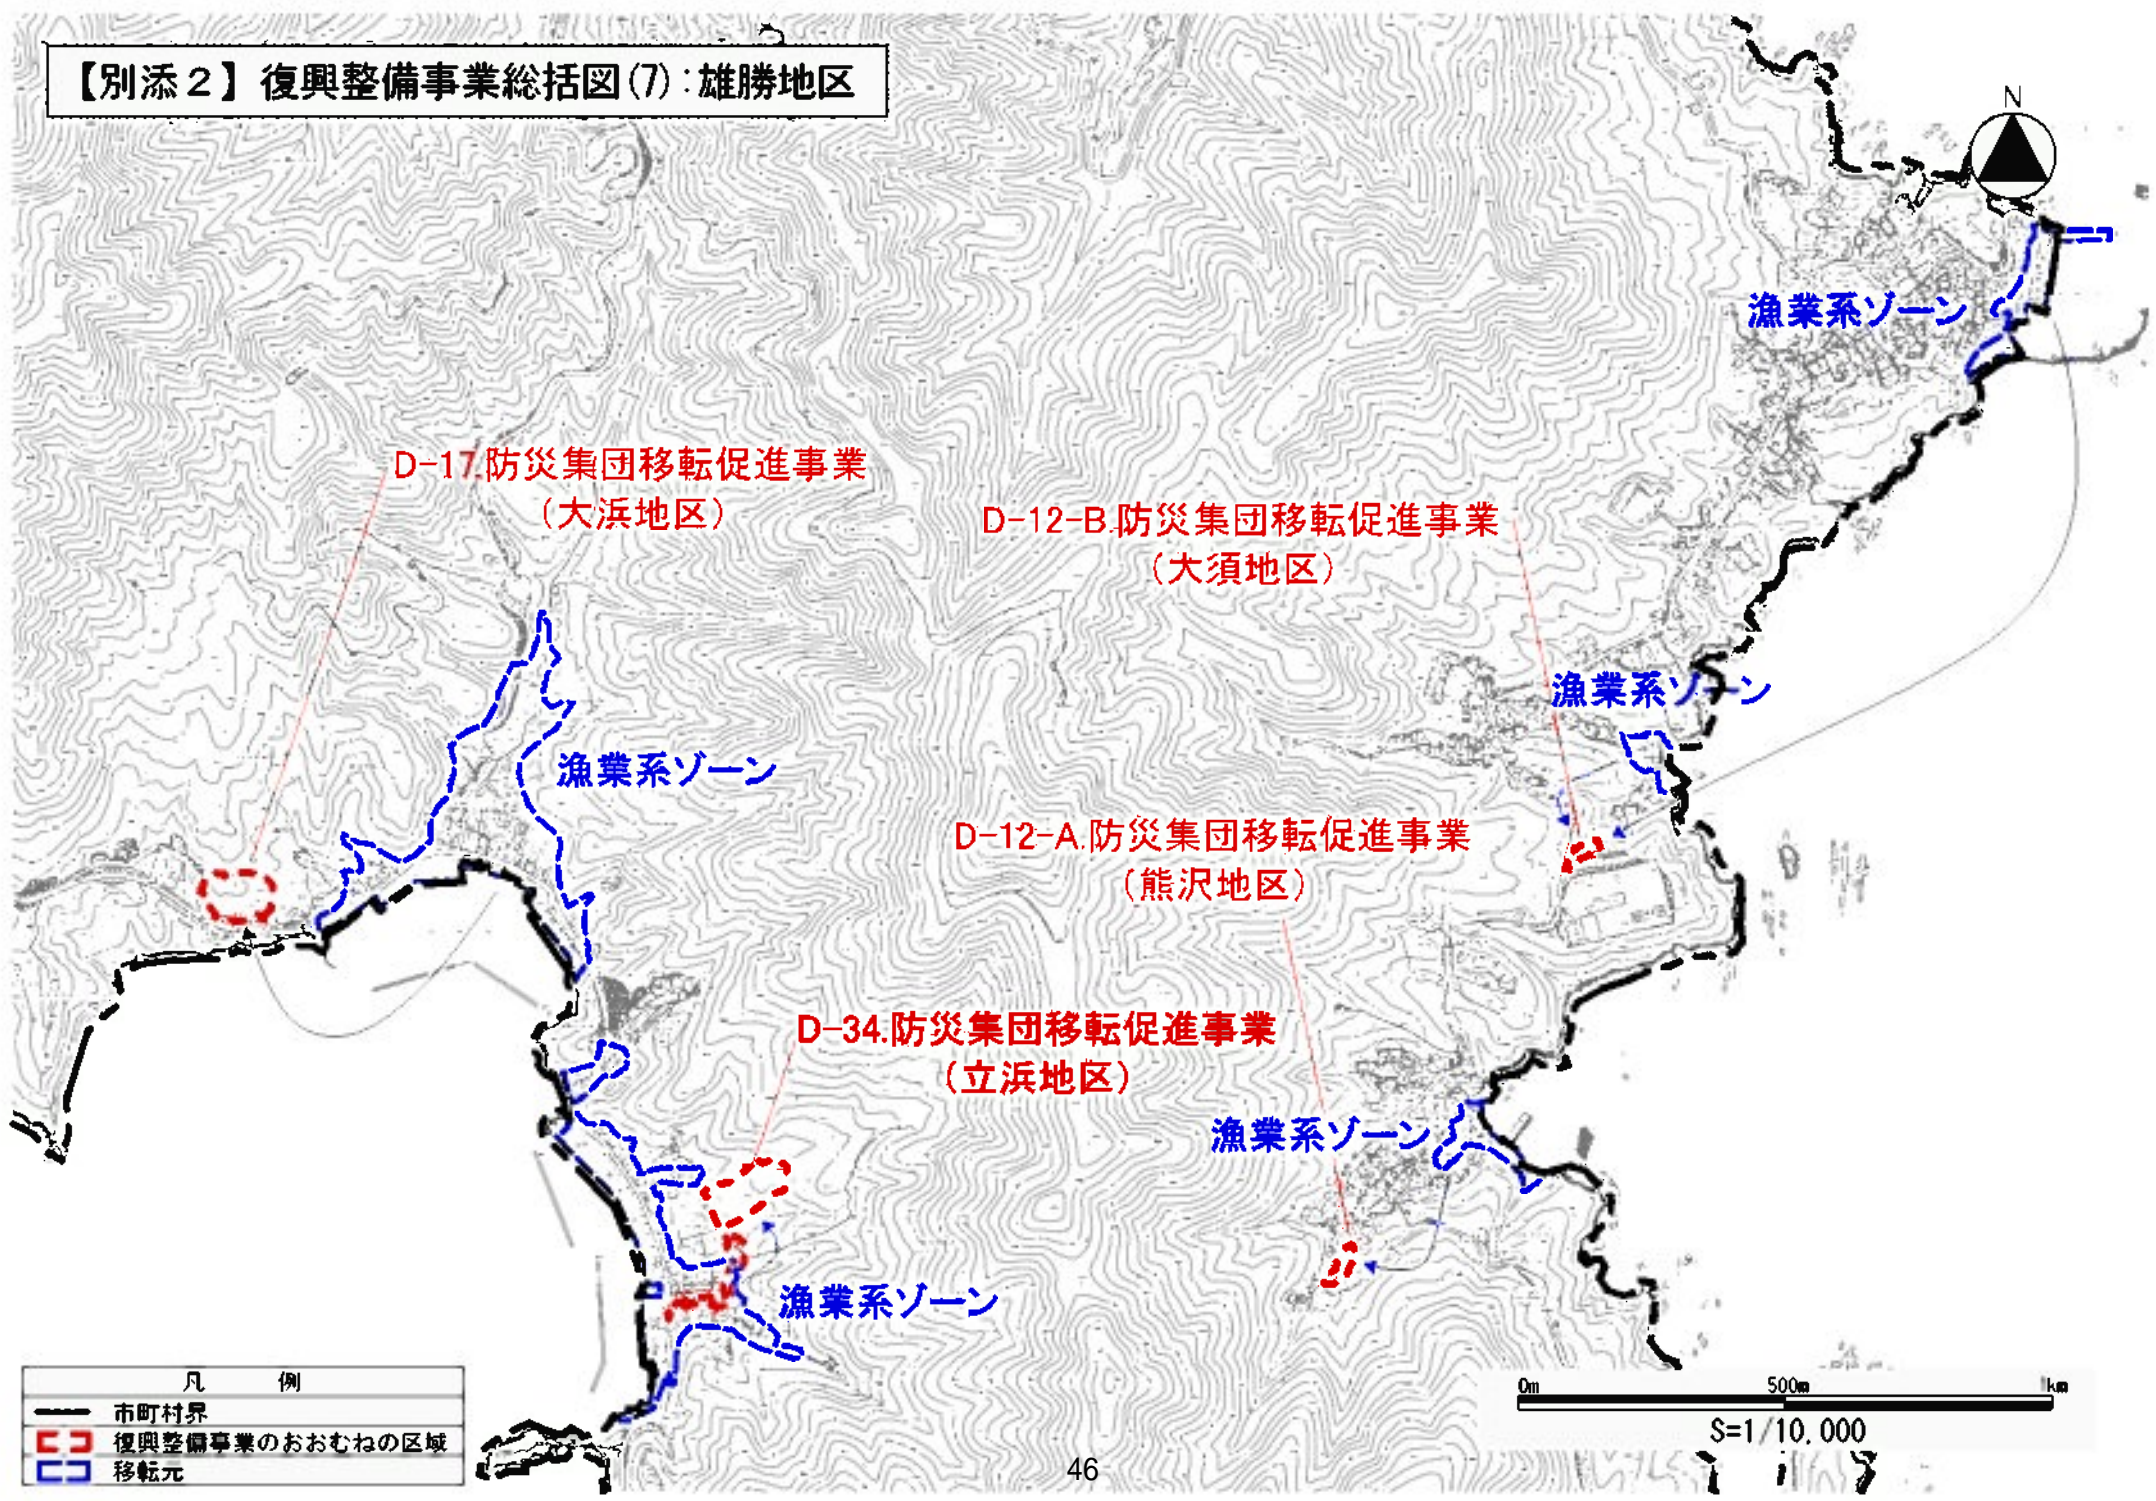 【別添２】復興整備事業総括図(7):雄勝地区
N
漁業系ゾーン
D-17.防災集団移転促進事業
(大浜地区)
D-12-B.防災集団移転促進事業
(大須地区)
漁業系ゾーン
漁業系ゾーン
D-12-A.防災集団移転促進事業
(熊沢地区)
D-34.防災集団移転促進事業
(立浜地区)
漁業系ゾーン
漁業系ゾーン
凡 例
市町村界
復興整備事業のおおむねの区域
移転元
0m 500m 1km
S=1/10,000
46